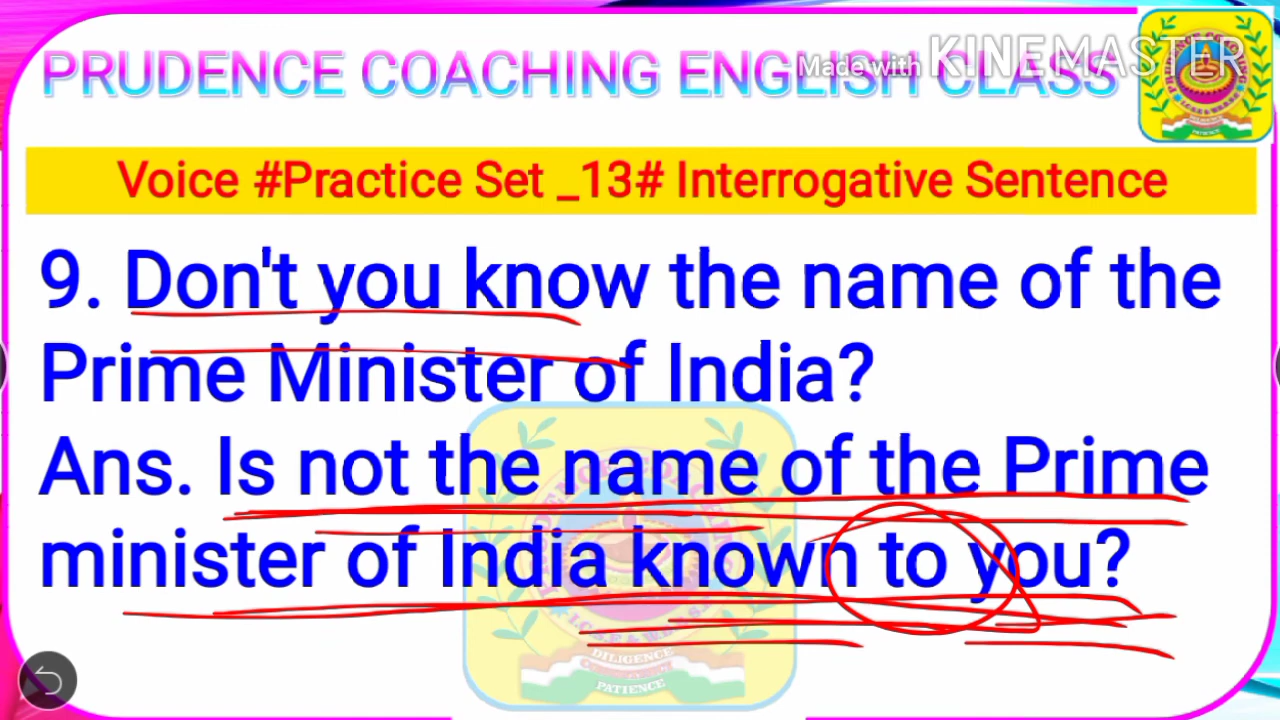 PRUDENCE COACHING ENGLISH CLASS
Made with KINEMASTER
Voice #Practice Set _13# Interrogative Sentence
9. Don't you know the name of the
Prime Minister of India?
Ans. Is not the name of the Prime
minister of India known to you?
DILIGENCE
PATIENCE